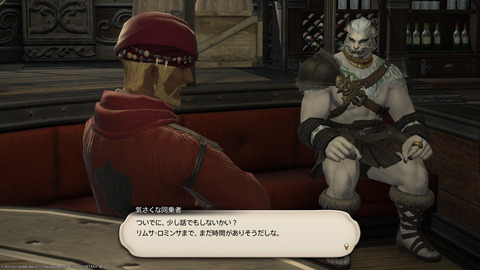 気さくな同乗者
ついでに、少し話でもしないかい？
リムサ・ロミンサまで、まだ時間がありそうだしな。